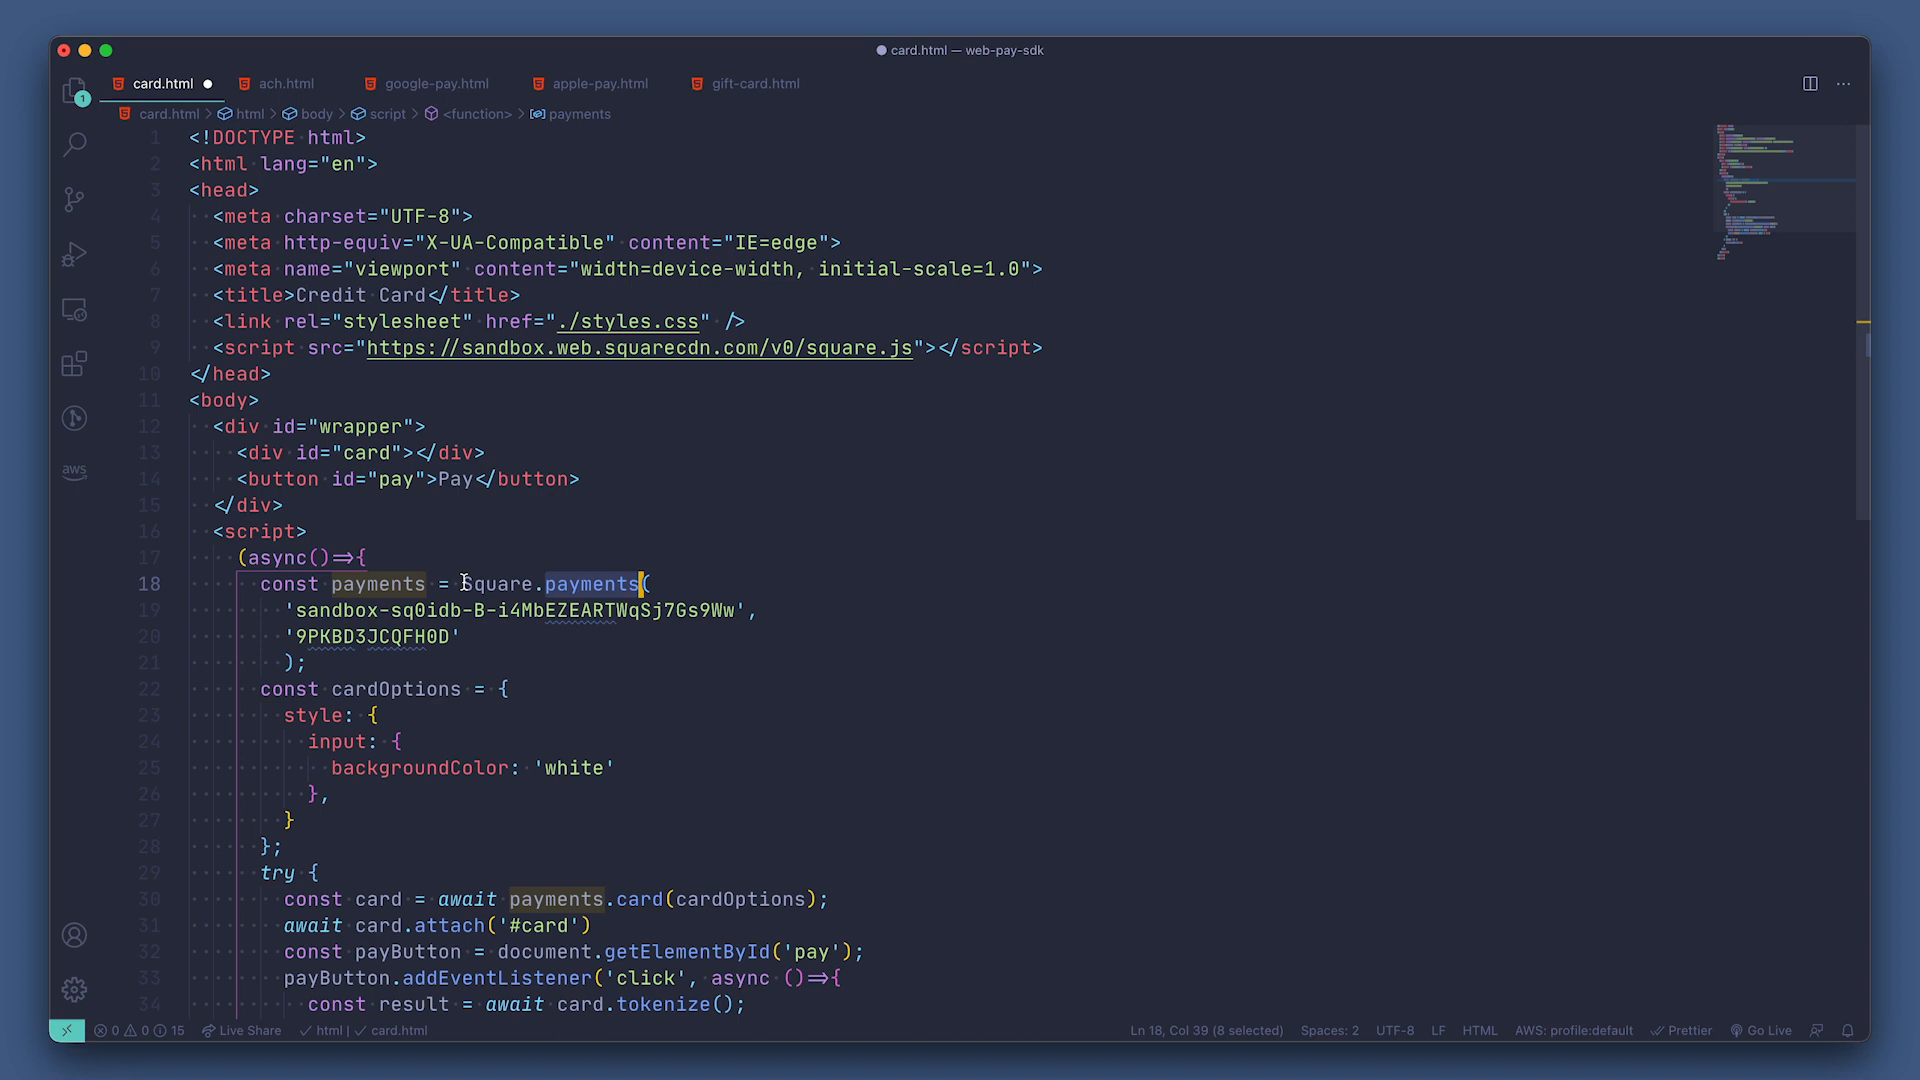 card.html — web-pay-sdk
card.html
ach.html
google-pay.html
apple-pay.html
gift-card.html
1
card.html > html > body > script > <function> > payments
1 <!DOCTYPE html>
2 <html lang="en">
3 <head>
4 <meta charset="UTF-8">
5 <meta http-equiv="X-UA-Compatible" content="IE=edge">
6 <meta name="viewport" content="width=device-width, initial-scale=1.0">
7 <title>Credit Card</title>
8 <link rel="stylesheet" href="./styles.css" />
9 <script src="https://sandbox.web.squarecdn.com/v0/square.js"></script>
10 </head>
11 <body>
12 <div id="wrapper">
13 <div id="card"></div>
14 <button id="pay">Pay</button>
15 </div>
16 <script>
17 (async()=>{
18 const payments = Square.payments(
19 'sandbox-sq0idb-B-i4MbEZEARTWqSj7Gs9Ww',
20 '9PKBD3JCQFH0D'
21 );
22 const cardOptions = {
23 style: {
24 input: {
25 backgroundColor: 'white'
26 },
27 }
28 };
29 try {
30 const card = await payments.card(cardOptions);
31 await card.attach('#card')
32 const payButton = document.getElementById('pay');
33 payButton.addEventListener('click', async ()=>{
34 const result = await card.tokenize();
aws
0 0 15 Live Share html | card.html Ln 18, Col 39 (8 selected) Spaces: 2 UTF-8 LF HTML AWS: profile:default Prettier Go Live